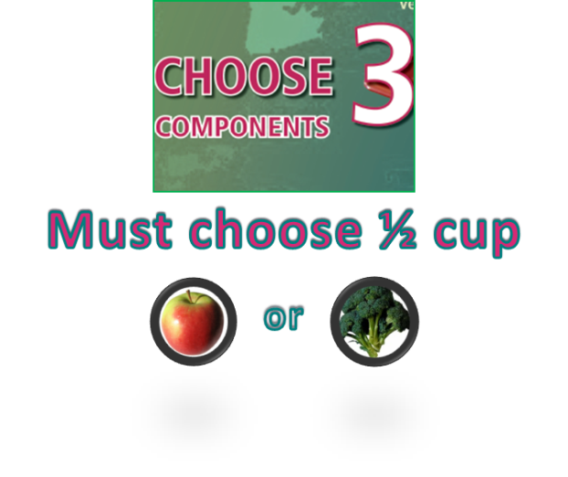 CHOOSE 3
COMPONENTS
Must choose ½ cup
or